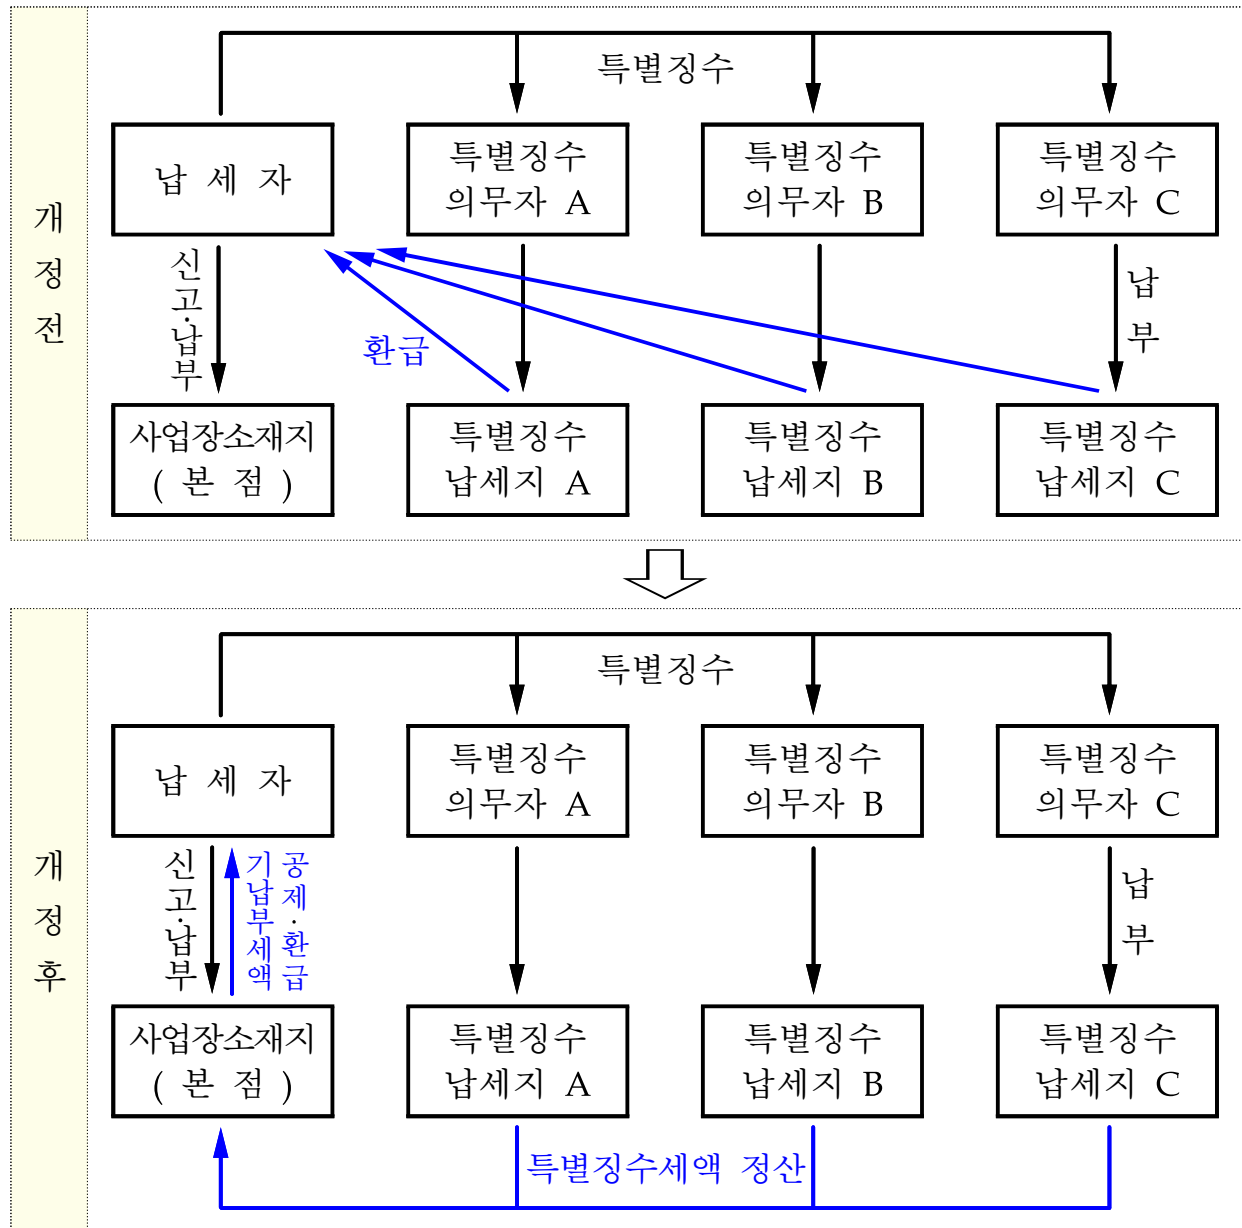 개정전
특별징수
납 세 자
특별징수
의무자 A
특별징수
의무자 B
특별징수
의무자 C
신고·납부
환급
납부
사업장소재지
( 본 점 )
특별징수
납세지 A
특별징수
납세지 B
특별징수
납세지 C
개정후
특별징수
납 세 자
특별징수
의무자 A
특별징수
의무자 B
특별징수
의무자 C
신고·납부
기납부세액
공제·환급
납부
사업장소재지
( 본 점 )
특별징수
납세지 A
특별징수
납세지 B
특별징수
납세지 C
특별징수세액 정산